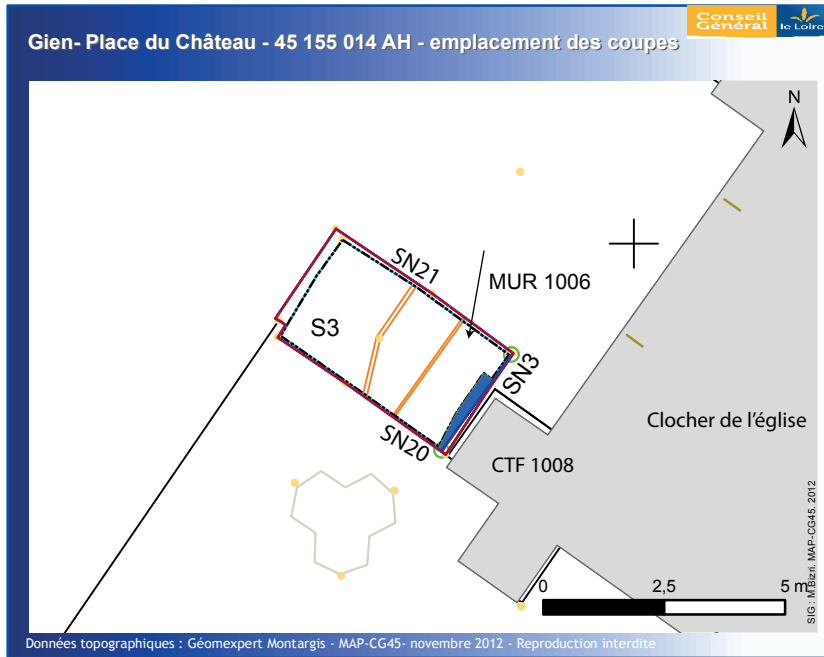 Gien- Place du Château - 45 155 014 AH - emplacement des coupes
Conseil
Général
le Loiret
N
SN21
MUR 1006
S3
SN3
Clocher de l'église
SN20
CTF 1008
0
2,5
5 m
SIG : M.Bizri. MAP-CG45. 2012
Données topographiques : Géomexpert Montargis - MAP-CG45- novembre 2012 - Reproduction interdite